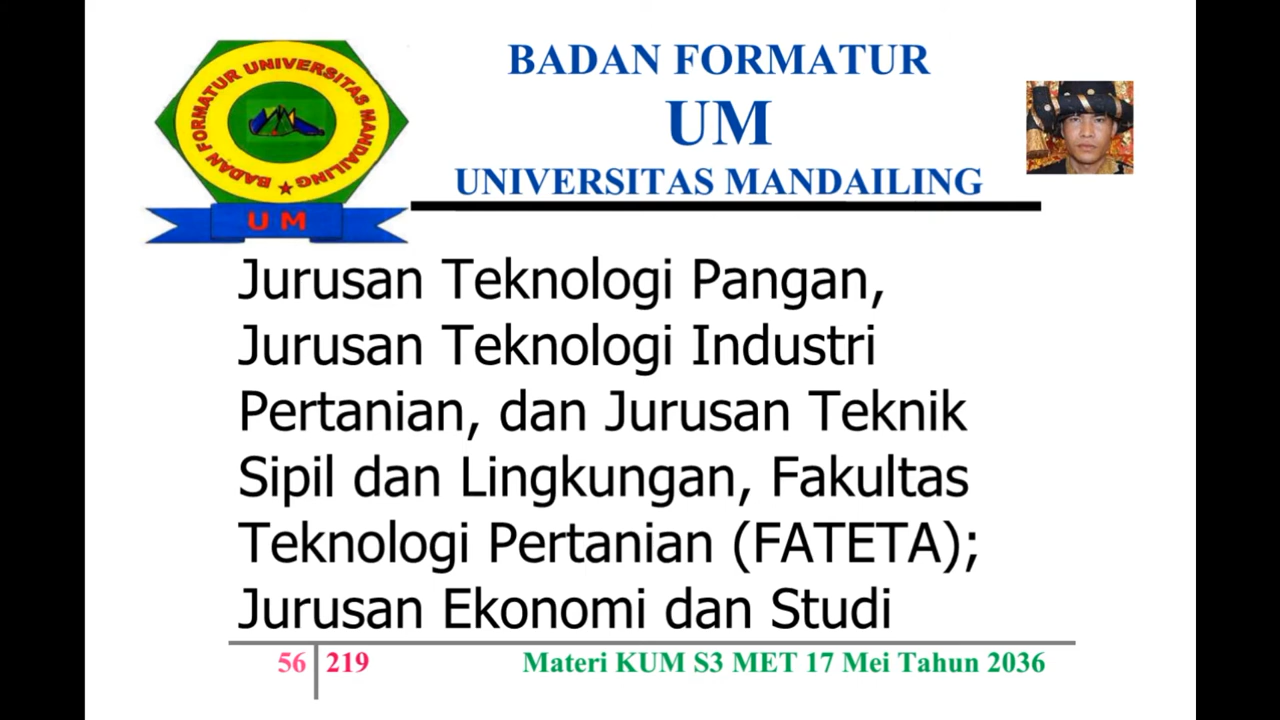 BADAN FORMATUR UNIVERSITAS MANDAILING
U M
BADAN FORMATUR
UM
UNIVERSITAS MANDAILING
Jurusan Teknologi Pangan,
Jurusan Teknologi Industri
Pertanian, dan Jurusan Teknik
Sipil dan Lingkungan, Fakultas
Teknologi Pertanian (FATETA);
Jurusan Ekonomi dan Studi
56 219 Materi KUM S3 MET 17 Mei Tahun 2036